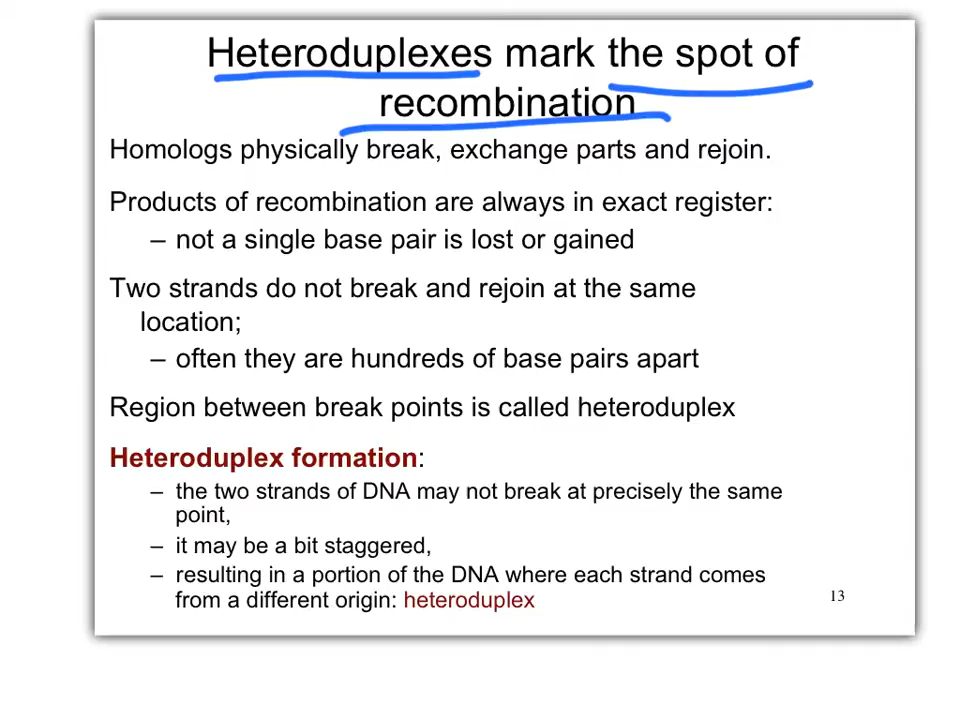 Heteroduplexes mark the spot of
recombination
Homologs physically break, exchange parts and rejoin.
Products of recombination are always in exact register:
– not a single base pair is lost or gained
Two strands do not break and rejoin at the same
location;
– often they are hundreds of base pairs apart
Region between break points is called heteroduplex
Heteroduplex formation:
– the two strands of DNA may not break at precisely the same
point,
– it may be a bit staggered,
– resulting in a portion of the DNA where each strand comes
from a different origin: heteroduplex
13